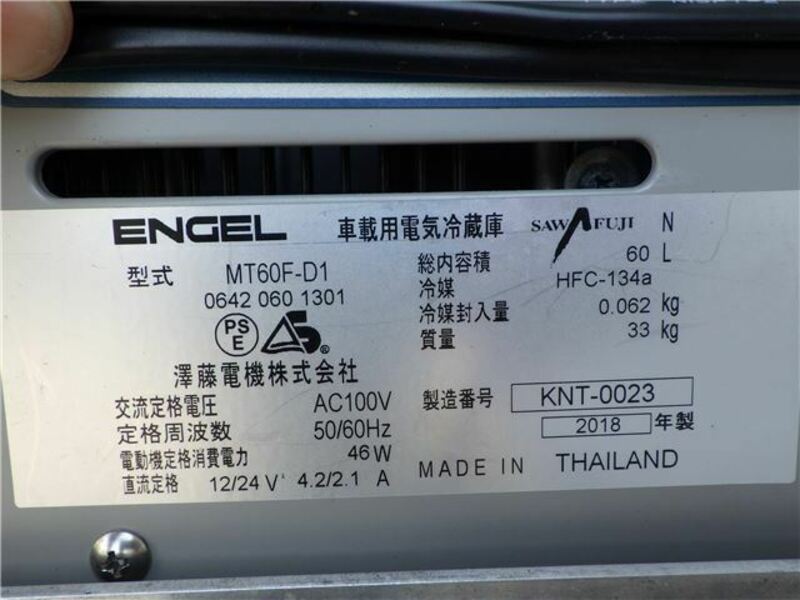 ENGEL 車載用電気冷蔵庫 SAWAFUJI N
型式 MT60F-D1
0642 060 1301
総内容積 60 L
冷媒 HFC-134a
冷媒封入量 0.062 kg
質量 33 kg
PS
E
S®
澤藤電機株式会社
交流定格電圧 AC100V
定格周波数 50/60Hz
電動機定格消費電力 46W
直流定格 12/24 V 4.2/2.1 A
製造番号 KNT-0023
2018 年製
MADE IN THAILAND